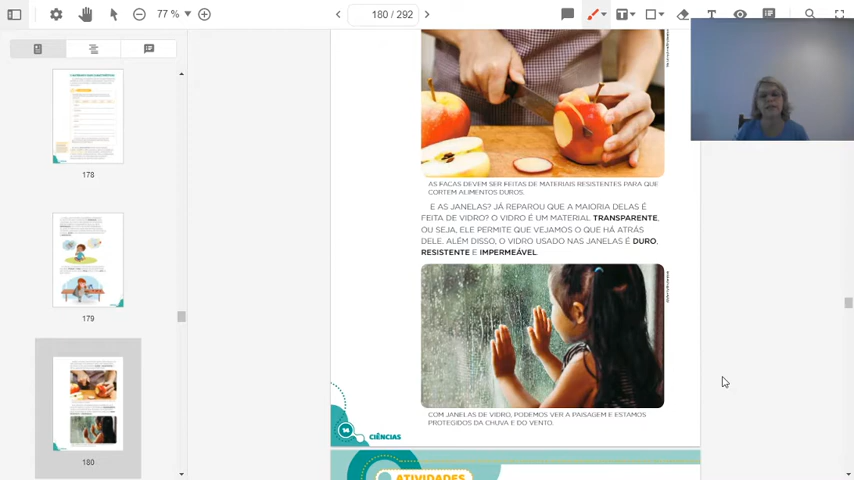 77 %
180 / 292
178
179
180
AS FACAS DEVEM SER FEITAS DE MATERIAIS RESISTENTES PARA QUE
CORTEM ALIMENTOS DUROS.
E AS JANELAS? JÁ REPAROU QUE A MAIORIA DELAS É
FEITA DE VIDRO? O VIDRO É UM MATERIAL TRANSPARENTE,
OU SEJA, ELE PERMITE QUE VEJAMOS O QUE HÁ ATRÁS
DELE. ALÉM DISSO, O VIDRO USADO NAS JANELAS É DURO,
RESISTENTE E IMPERMEÁVEL.
COM JANELAS DE VIDRO, PODEMOS VER A PAISAGEM E ESTAMOS
PROTEGIDOS DA CHUVA E DO VENTO.
14
CIÊNCIAS
ATIVIDADES